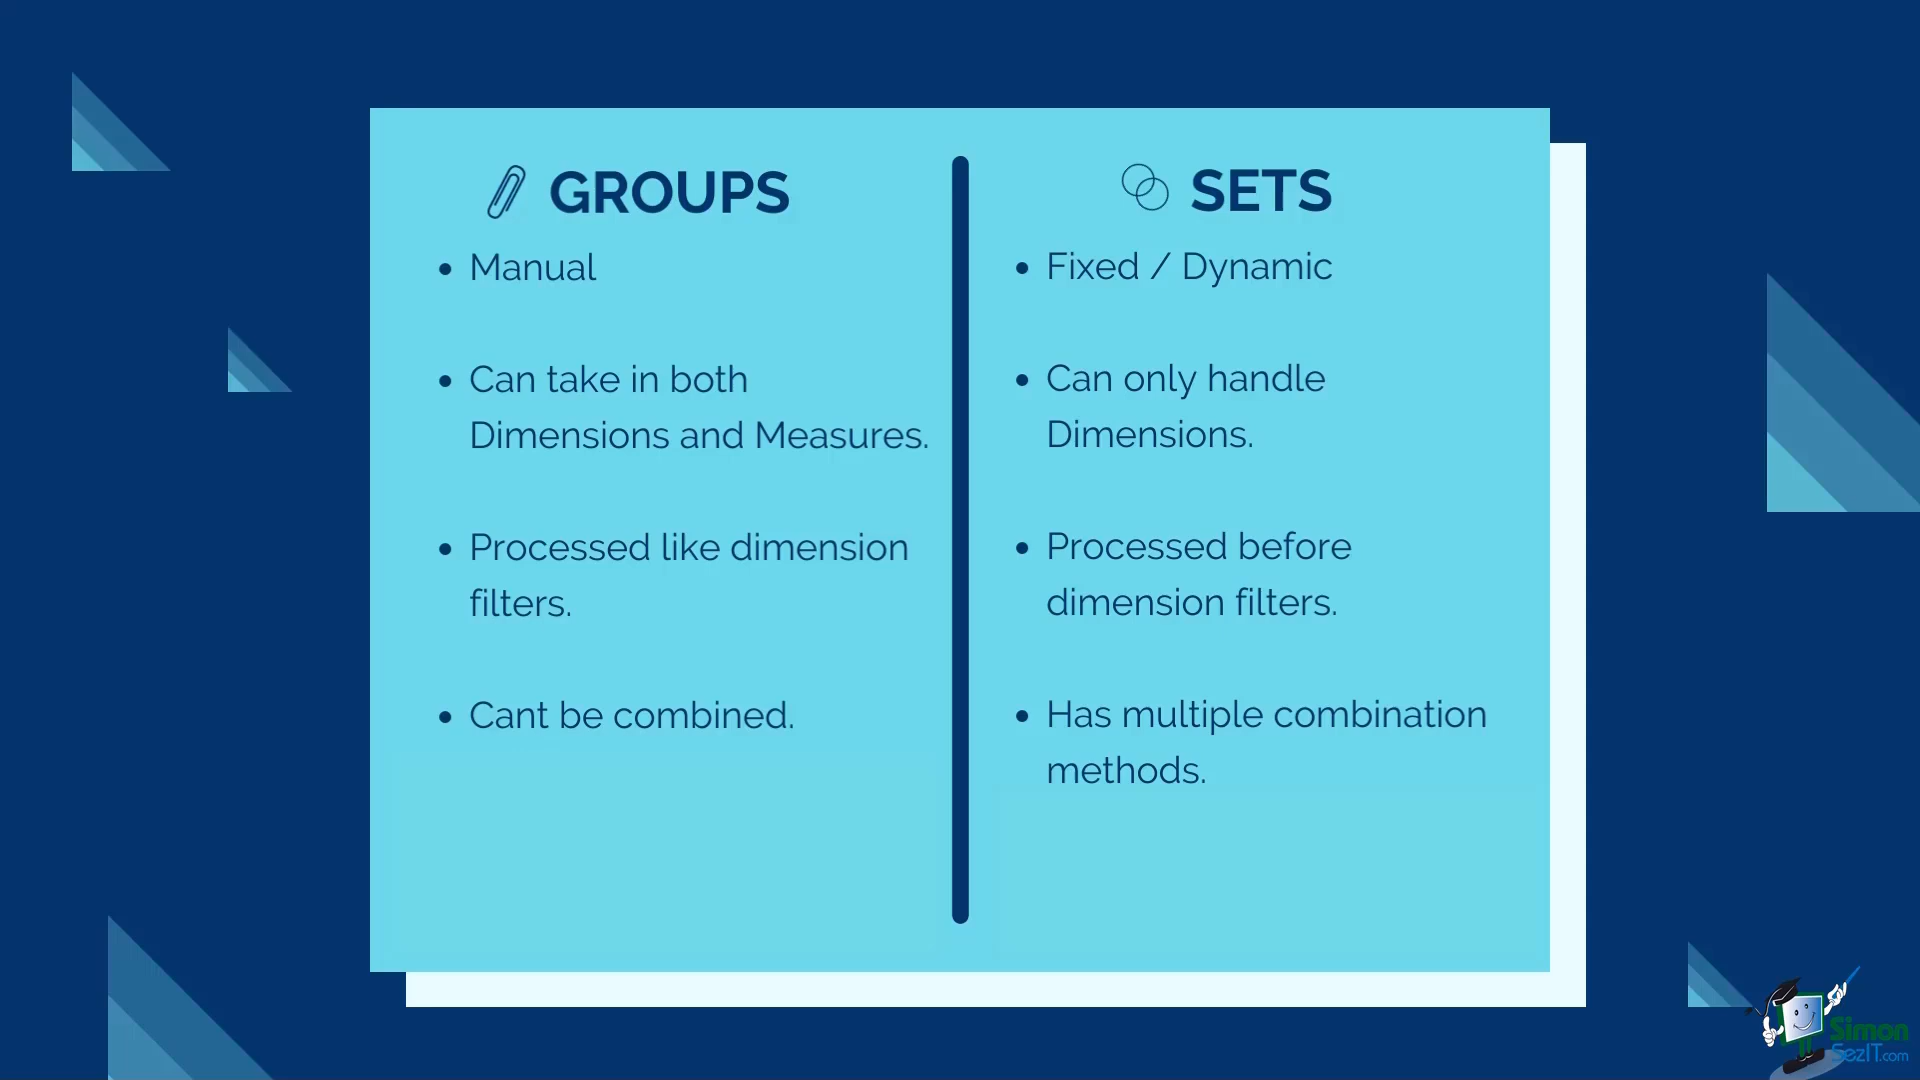 GROUPS
• Manual
• Can take in both
Dimensions and Measures.
• Processed like dimension
filters.
• Cant be combined.
SETS
• Fixed / Dynamic
• Can only handle
Dimensions.
• Processed before
dimension filters.
• Has multiple combination
methods.
Simon
SezIT.com